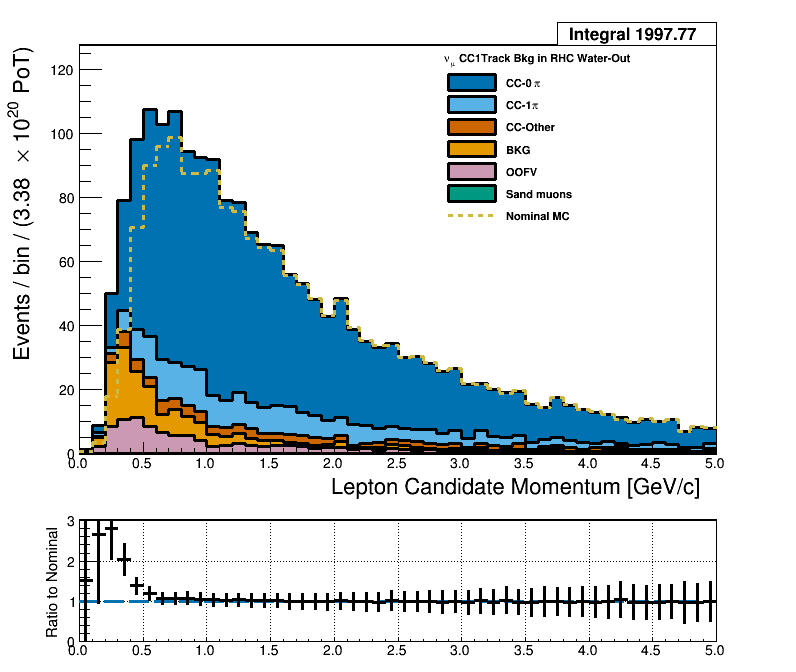 Integral 1997.77
Events / bin / (3.38 × 10^20 PoT)
ν_μ CC1Track Bkg in RHC Water-Out
CC-0 π
CC-1π
CC-Other
BKG
OOFV
Sand muons
Nominal MC
120
100
80
60
40
20
0
0.0 0.5 1.0 1.5 2.0 2.5 3.0 3.5 4.0 4.5 5.0
Lepton Candidate Momentum [GeV/c]
Ratio to Nominal
3
2
1
0
0.0 0.5 1.0 1.5 2.0 2.5 3.0 3.5 4.0 4.5 5.0